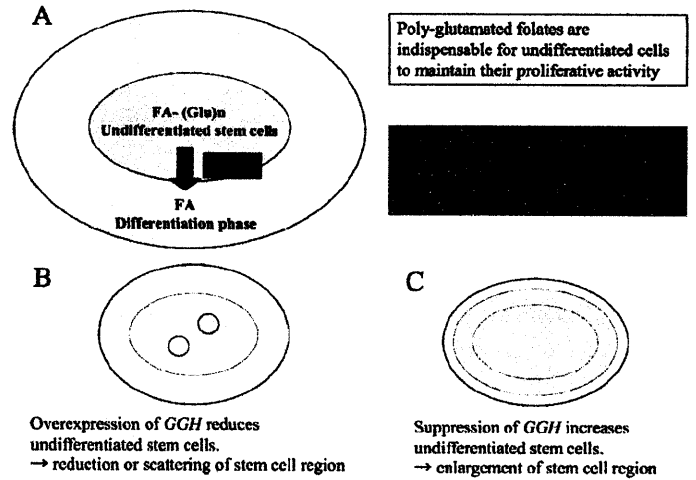 A
FA- (Glu)n
Undifferentiated stem cells
FA
Differentiation phase
Poly-glutamated folates are
indispensable for undifferentiated cells
to maintain their proliferative activity
B
Overexpression of GGH reduces
undifferentiated stem cells.
→ reduction or scattering of stem cell region
C
Suppression of GGH increases
undifferentiated stem cells.
→ enlargement of stem cell region